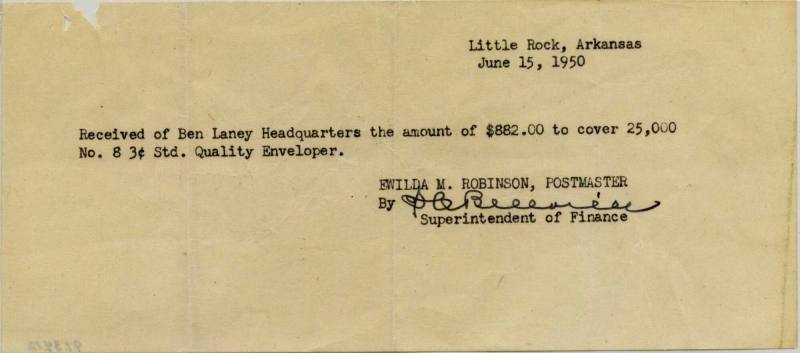 Little Rock, Arkansas
June 15, 1950
Received of Ben Laney Headquarters the amount of $882.00 to cover 25,000
No. 8 3¢ Std. Quality Enveloper.
EWILDA M. ROBINSON, POSTMASTER
By
Superintendent of Finance